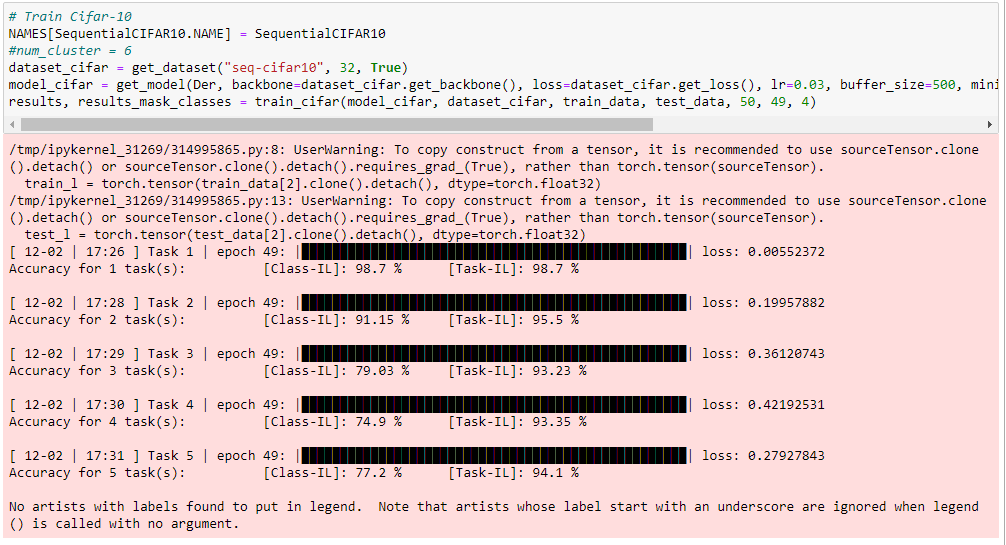 # Train Cifar-10
NAMES[SequentialCIFAR10.NAME] = SequentialCIFAR10
#num_cluster = 6
dataset_cifar = get_dataset("seq-cifar10", 32, True)
model_cifar = get_model(Der, backbone=dataset_cifar.get_backbone(), loss=dataset_cifar.get_loss(), lr=0.03, buffer_size=500, mini
results, results_mask_classes = train_cifar(model_cifar, dataset_cifar, train_data, test_data, 50, 49, 4)
/tmp/ipykernel_31269/314995865.py:8: UserWarning: To copy construct from a tensor, it is recommended to use sourceTensor.clone
().detach() or sourceTensor.clone().detach().requires_grad_(True), rather than torch.tensor(sourceTensor).
train_l = torch.tensor(train_data[2].clone().detach(), dtype=torch.float32)
/tmp/ipykernel_31269/314995865.py:13: UserWarning: To copy construct from a tensor, it is recommended to use sourceTensor.clone
().detach() or sourceTensor.clone().detach().requires_grad_(True), rather than torch.tensor(sourceTensor).
test_l = torch.tensor(test_data[2].clone().detach(), dtype=torch.float32)
[ 12-02 | 17:26 ] Task 1 | epoch 49: | | loss: 0.00552372
Accuracy for 1 task(s): [Class-IL]: 98.7 % [Task-IL]: 98.7 %
[ 12-02 | 17:28 ] Task 2 | epoch 49: | | loss: 0.19957882
Accuracy for 2 task(s): [Class-IL]: 91.15 % [Task-IL]: 95.5 %
[ 12-02 | 17:29 ] Task 3 | epoch 49: | | loss: 0.36120743
Accuracy for 3 task(s): [Class-IL]: 79.03 % [Task-IL]: 93.23 %
[ 12-02 | 17:30 ] Task 4 | epoch 49: | | loss: 0.42192531
Accuracy for 4 task(s): [Class-IL]: 74.9 % [Task-IL]: 93.35 %
[ 12-02 | 17:31 ] Task 5 | epoch 49: | | loss: 0.27927843
Accuracy for 5 task(s): [Class-IL]: 77.2 % [Task-IL]: 94.1 %
No artists with labels found to put in legend.  Note that artists whose label start with an underscore are ignored when legend
() is called with no argument.